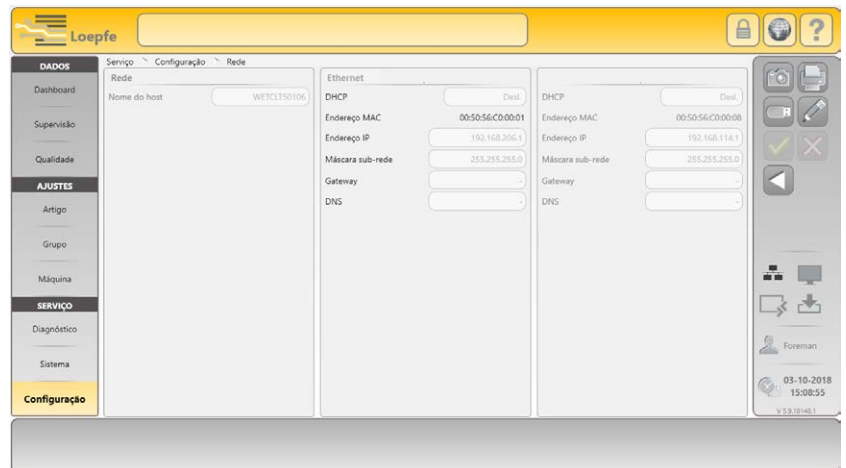 Loepfe
?
DADOS
Dashboard
Supervisão
Qualidade
AJUSTES
Artigo
Grupo
Máquina
SERVIÇO
Diagnóstico
Sistema
Configuração
Serviço Configuração Rede
Rede
Nome do host WETCLT50106
Ethernet
DHCP Desl.
Endereço MAC 00:50:56:C0:00:01
Endereço IP 192.168.206.1
Máscara sub-rede 255.255.255.0
Gateway -
DNS -
DHCP Desl.
Endereço MAC 00:50:56:C0:00:08
Endereço IP 192.168.114.1
Máscara sub-rede 255.255.255.0
Gateway -
DNS -
Foreman
03-10-2018
15:08:55
V 5.9.18140.1